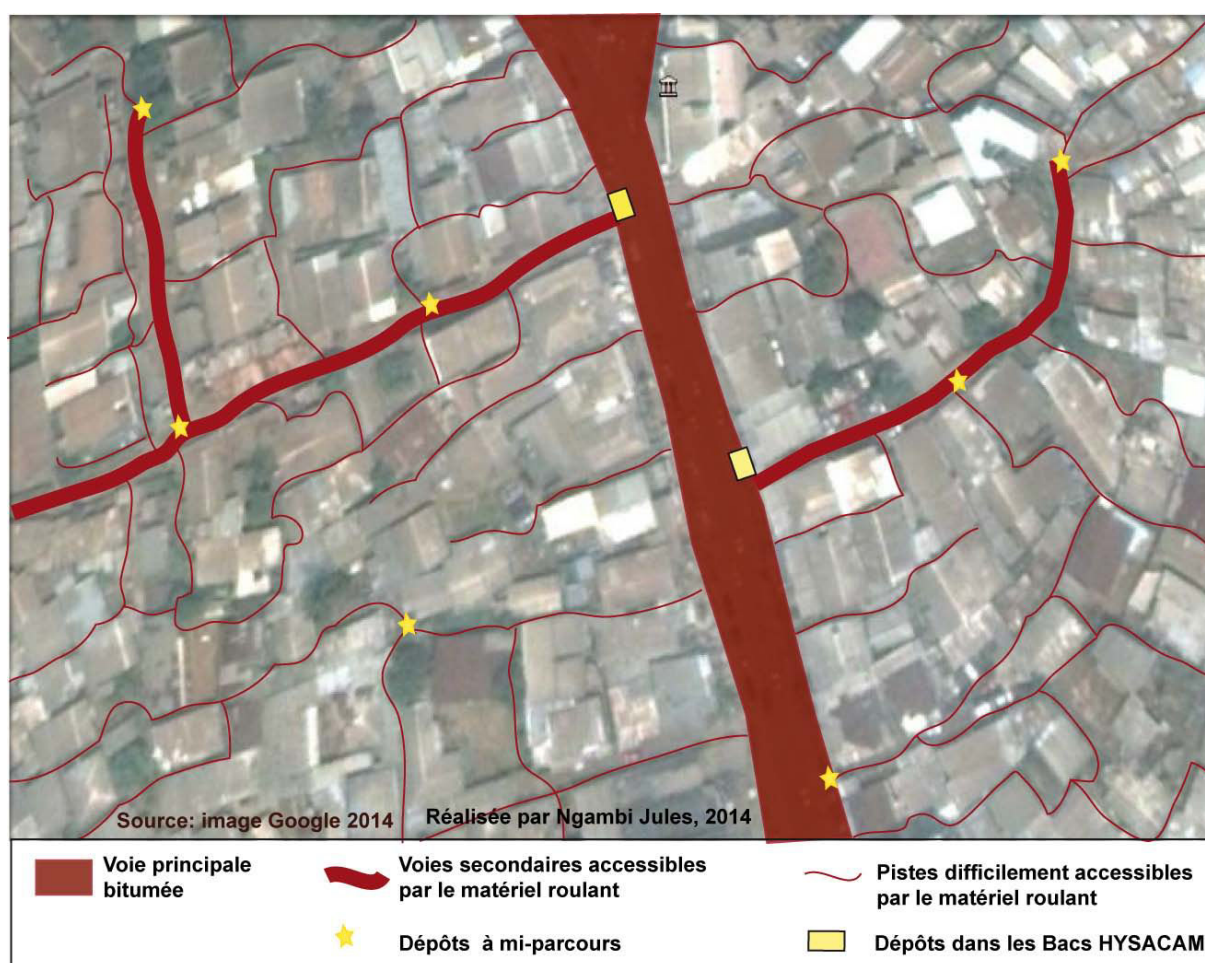 Source: image Google 2014
Réalisée par Ngambi Jules, 2014
Voie principale
bitumée
Voies secondaires accessibles
par le matériel roulant
Pistes difficilement accessibles
par le matériel roulant
Dépôts à mi-parcours
Dépôts dans les Bacs HYSACAM